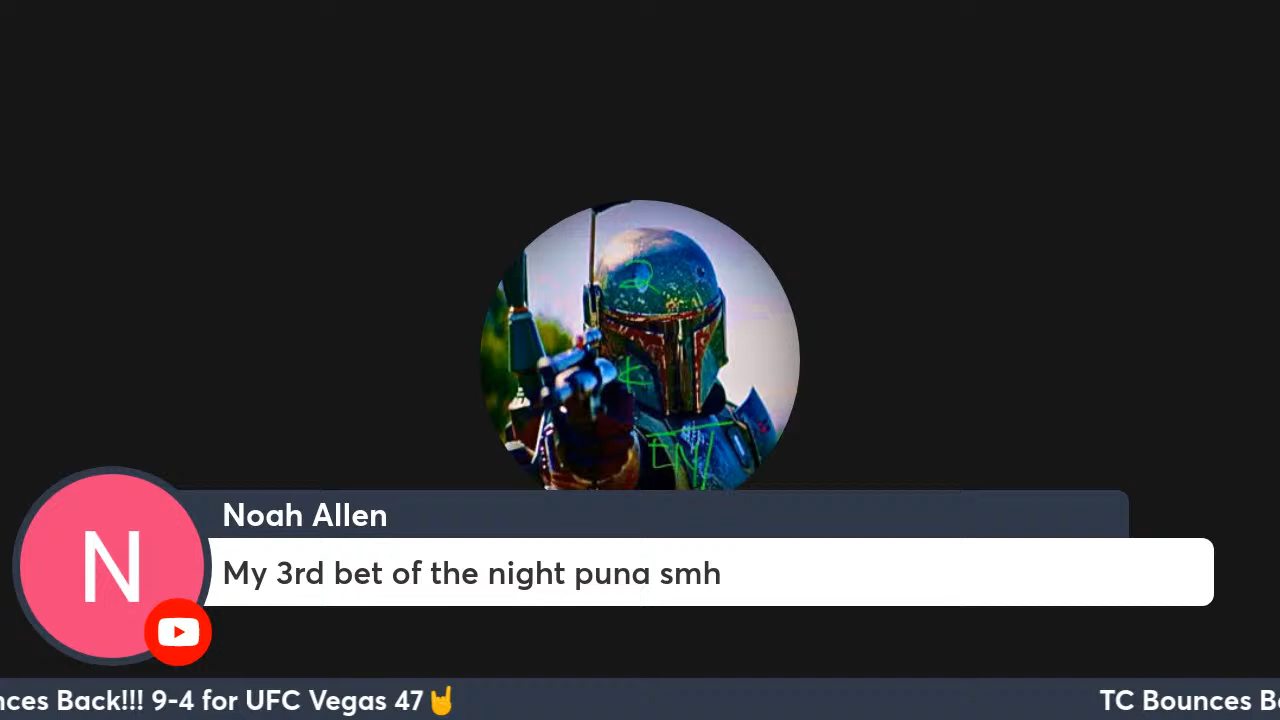 N
Noah Allen
My 3rd bet of the night puna smh
nces Back!!! 9-4 for UFC Vegas 47🤘
TC Bounces Ba